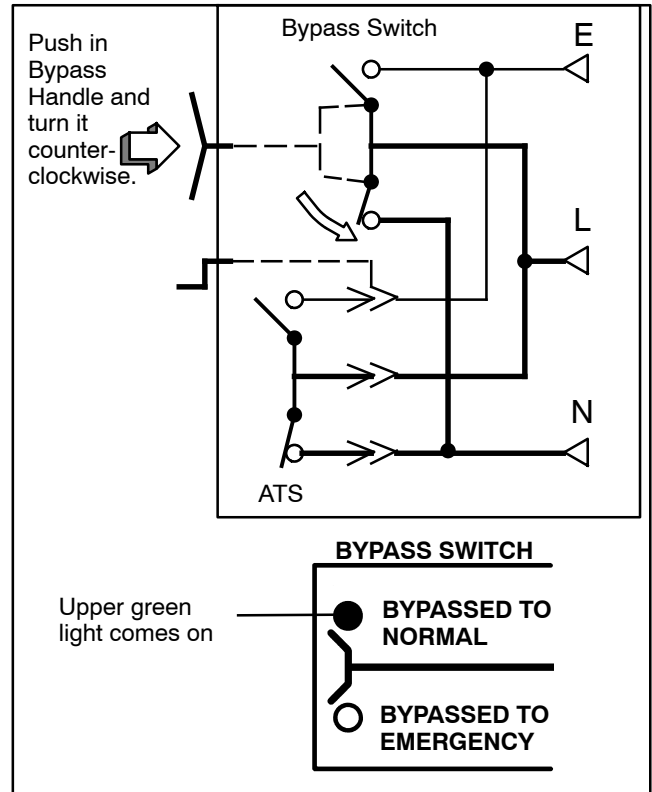 Push in
Bypass
Handle and
turn it
counter-
clockwise.
Bypass Switch
E
L
N
ATS
BYPASS SWITCH
Upper green
light comes on
BYPASSED TO
NORMAL
BYPASSED TO
EMERGENCY